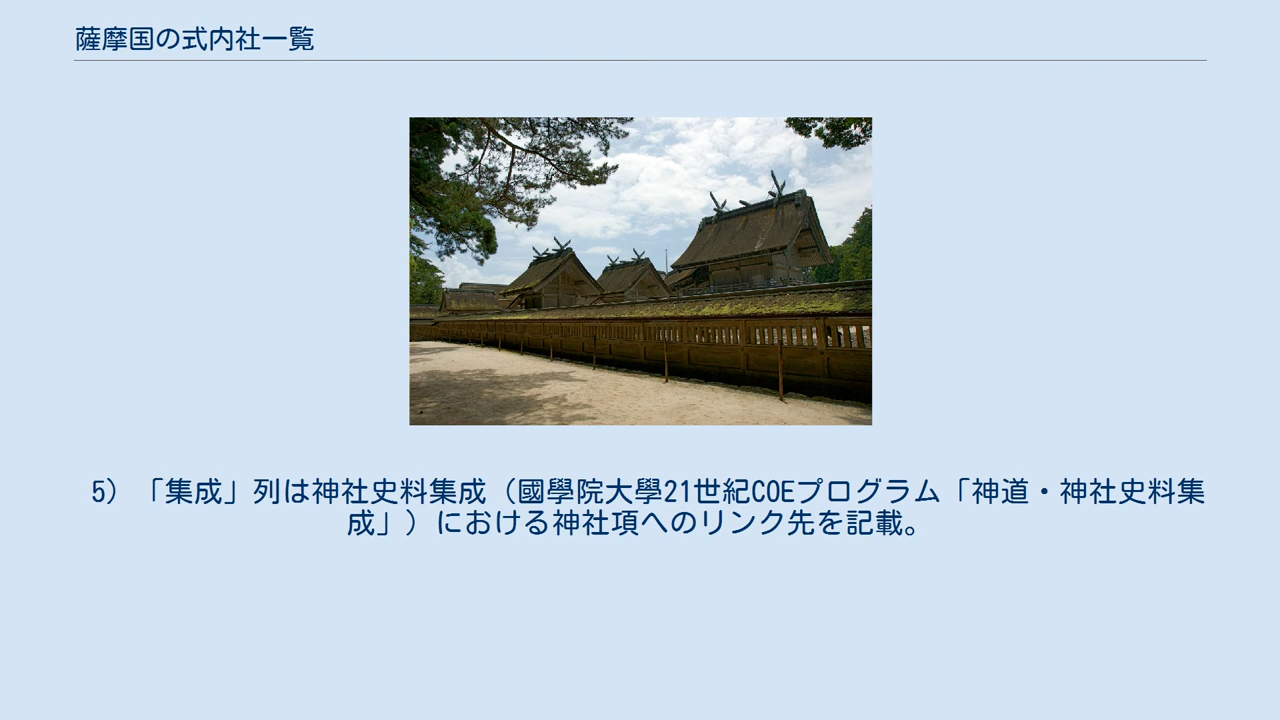 薩摩国の式内社一覧
5）「集成」列は神社史料集成（國學院大學21世紀COEプログラム「神道・神社史料集
成」）における神社項へのリンク先を記載。